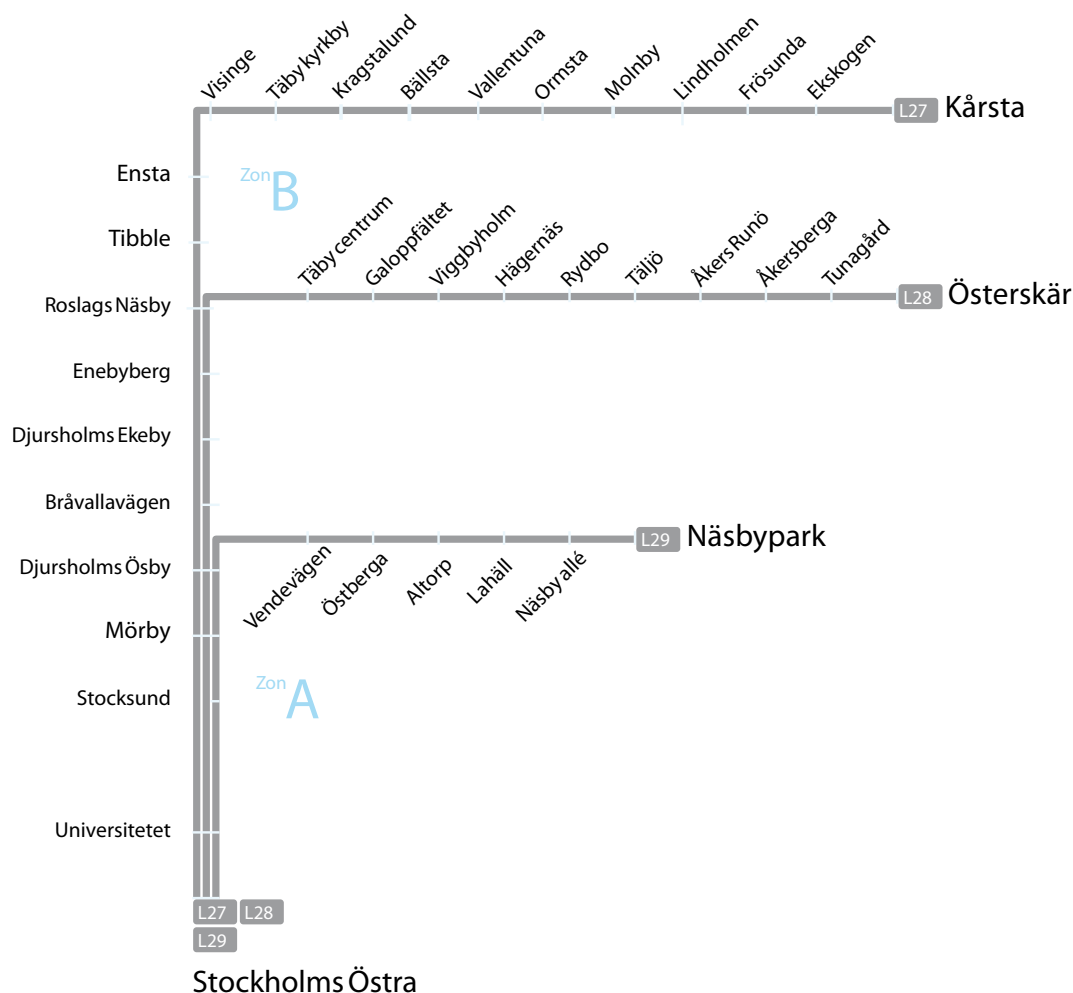 Visinge
Täby kyrkby
Kragstalund
Bällsta
Vallentuna
Ormsta
Molnby
Lindholmen
Frösunda
Ekskogen
L27 Kårsta
Ensta
Zon B
Tibble
Täby centrum
Galoppfältet
Viggbyholm
Hägernäs
Rydbo
Täljö
Åkers Runö
Åkersberga
Tunagård
L28 Österskär
Roslags Näsby
Enebyberg
Djursholms Ekeby
Bråvallavägen
L29 Näsbypark
Djursholms Ösby
Vendevägen
Östberga
Altorp
Lahäll
Näsby allé
Mörby
Stocksund
Zon A
Universitetet
L27 L28
L29
Stockholms Östra